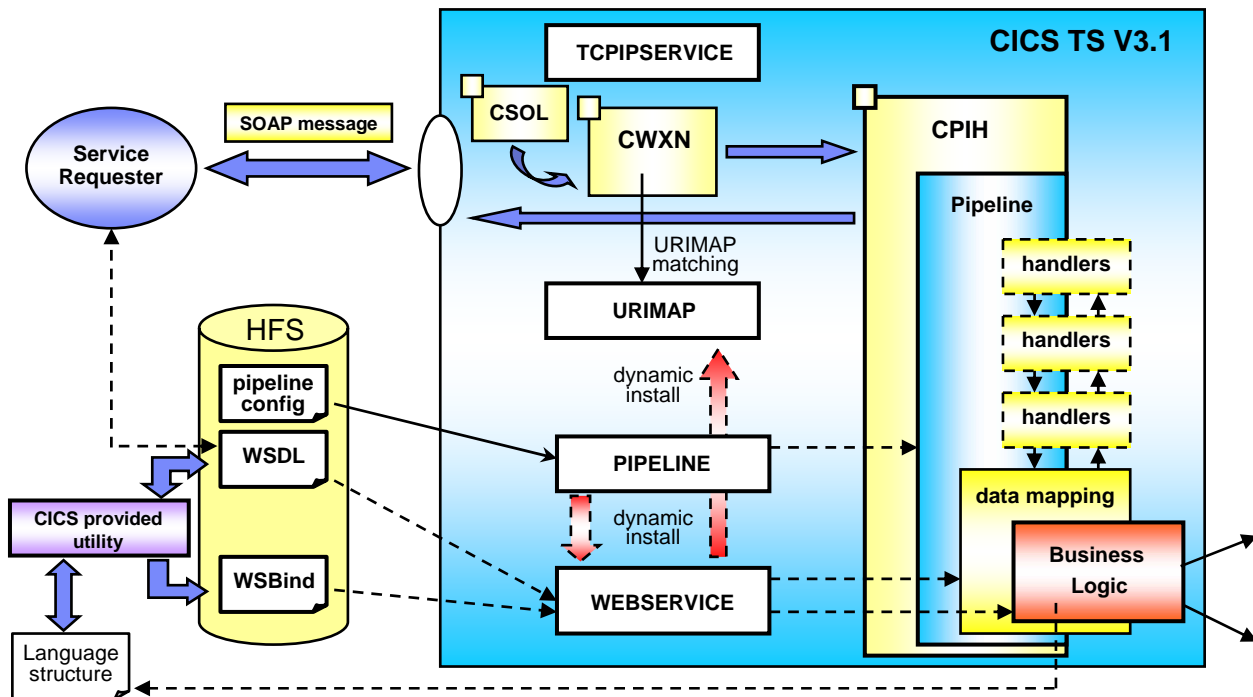 CICS TS V3.1
TCPIPSERVICE
CSOL
CWXN
CPIH
SOAP message
Service
Requester
Pipeline
URIMAP
matching
handlers
handlers
handlers
URIMAP
HFS
pipeline
config
WSDL
WSBind
dynamic
install
PIPELINE
dynamic
install
WEBSERVICE
data mapping
Business
Logic
CICS provided
utility
Language
structure